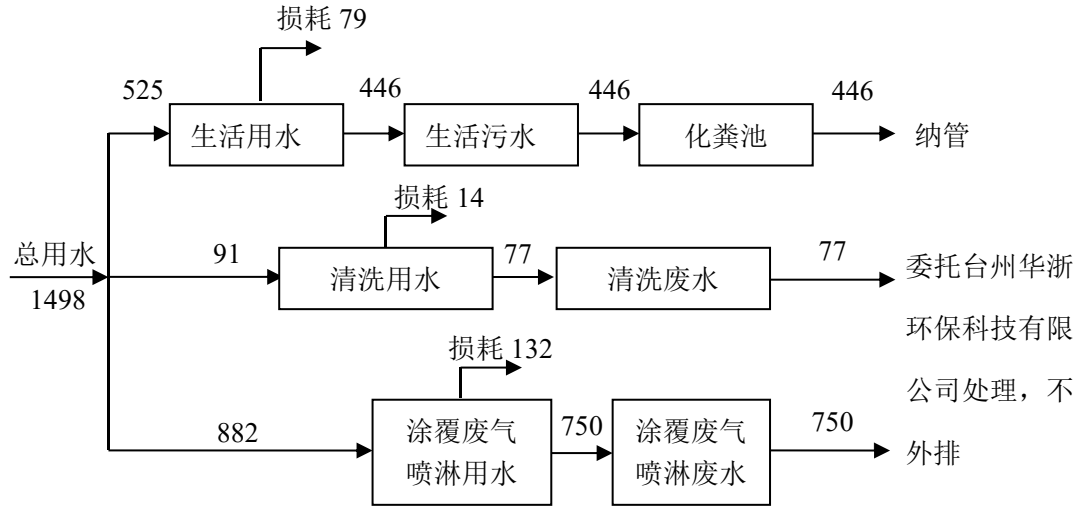 损耗 79
525
446
446
446
生活用水
生活污水
化粪池
纳管
损耗 14
总用水
1498
91
77
77
清洗用水
清洗废水
委托台州华浙
环保科技有限
公司处理，不
外排
损耗 132
882
750
750
涂覆废气
喷淋用水
涂覆废气
喷淋废水